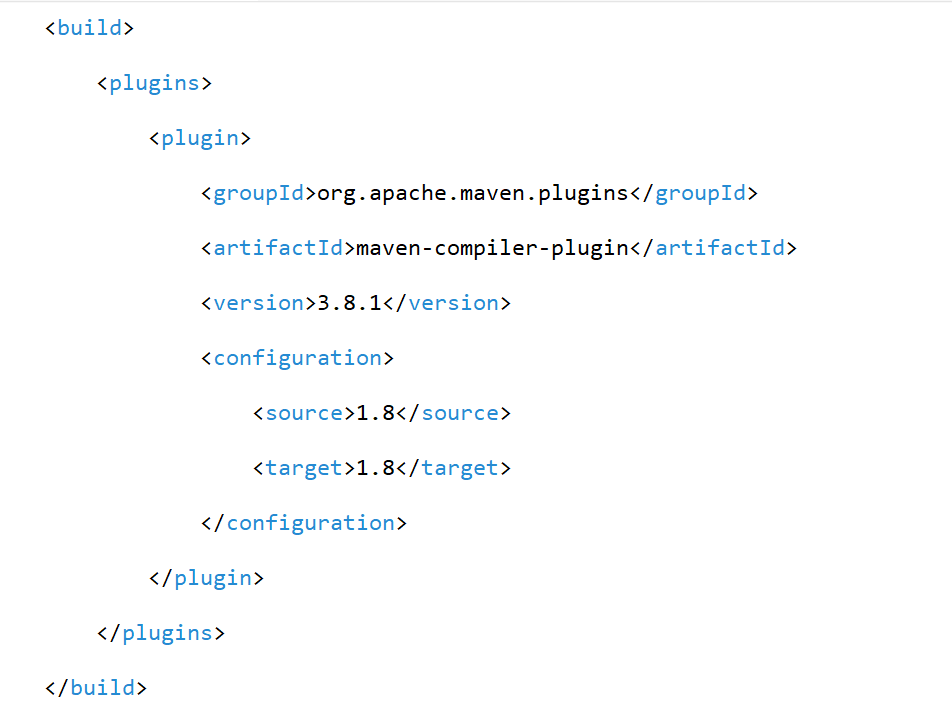 <build>
<plugins>
<plugin>
<groupId>org.apache.maven.plugins</groupId>
<artifactId>maven-compiler-plugin</artifactId>
<version>3.8.1</version>
<configuration>
<source>1.8</source>
<target>1.8</target>
</configuration>
</plugin>
</plugins>
</build>